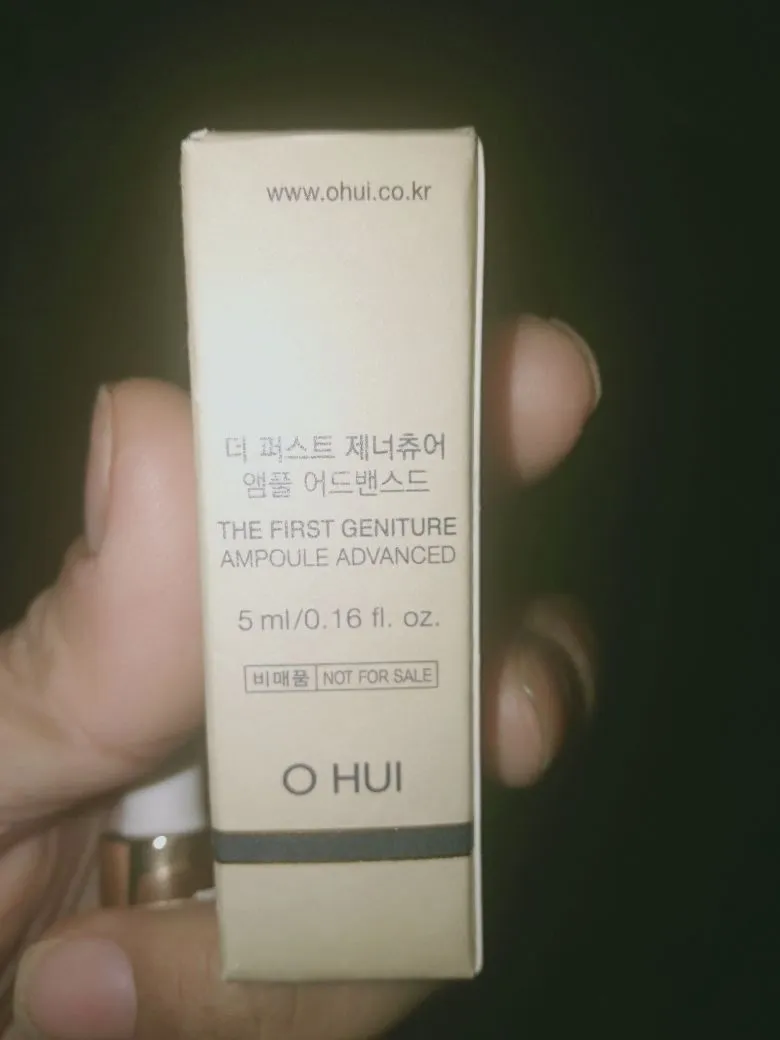 www.ohui.co.kr
더 퍼스트 제너츄어
앰풀 어드밴스드
THE FIRST GENITURE
AMPOULE ADVANCED
5 ml/0.16 fl. oz.
비매품 NOT FOR SALE
O HUI